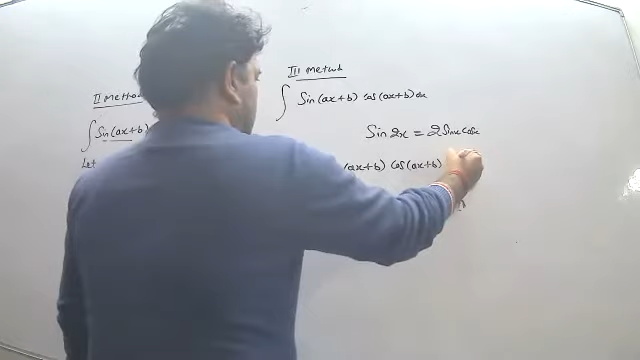 II method
∫ Sin (ax+b)
Let
III method
∫ Sin (ax+b) cos (ax+b) dx
Sin 2x = 2 Sinx cosx
(ax+b) cos (ax+b)